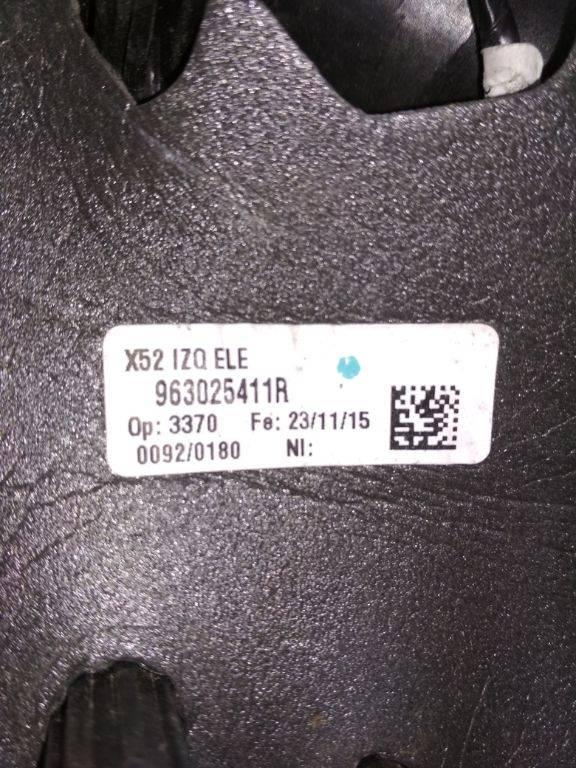 X52 IZQ ELE
963025411R
Op: 3370 Fe: 23/11/15
0092/0180 NI: